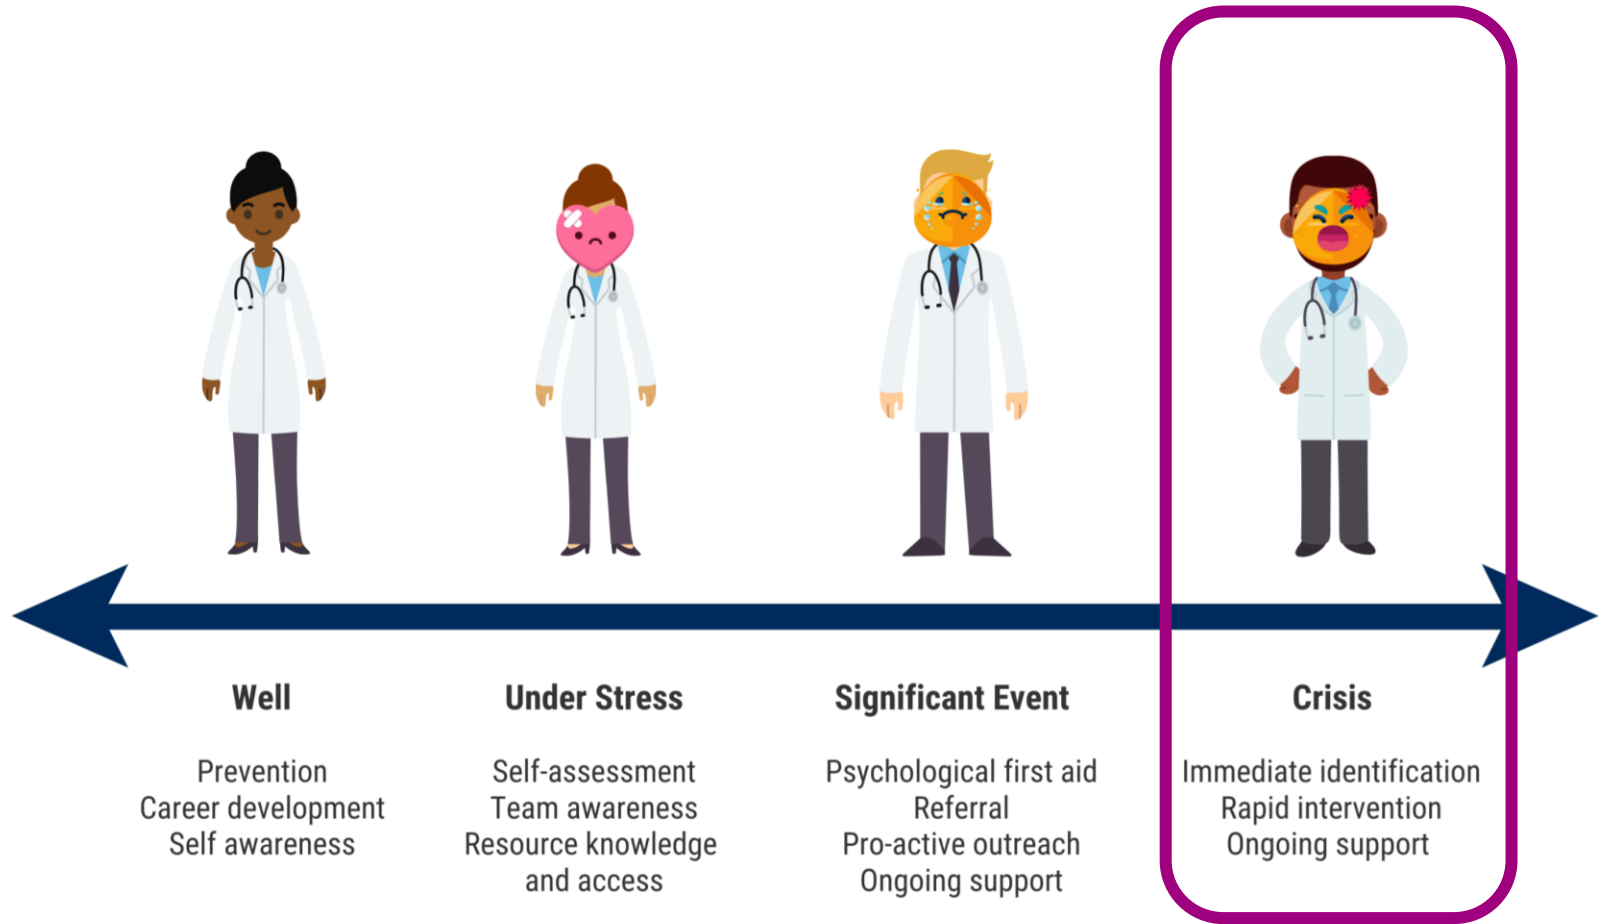 Well
Prevention
Career development
Self awareness
Under Stress
Self-assessment
Team awareness
Resource knowledge
and access
Significant Event
Psychological first aid
Referral
Pro-active outreach
Ongoing support
Crisis
Immediate identification
Rapid intervention
Ongoing support